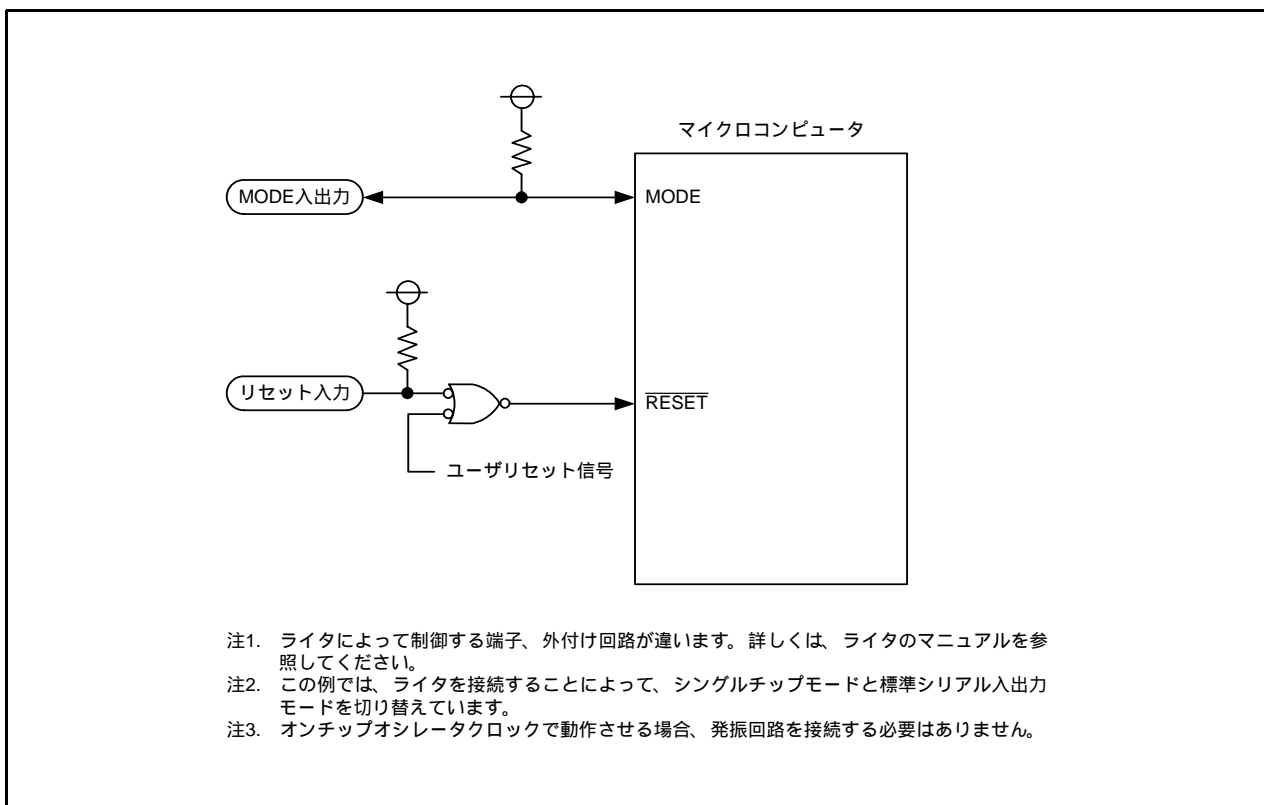 マイクロコンピュータ
MODE入出力
MODE
リセット入力
RESET
ユーザリセット信号
注1. ライタによって制御する端子、外付け回路が違います。詳しくは、ライタのマニュアルを参
照してください。
注2. この例では、ライタを接続することによって、シングルチップモードと標準シリアル入出力
モードを切り替えています。
注3. オンチップオシレータクロックで動作させる場合、発振回路を接続する必要はありません。